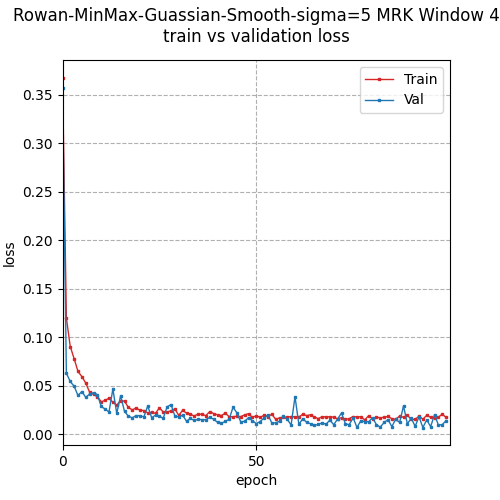 Rowan-MinMax-Guassian-Smooth-sigma=5 MRK Window 4
train vs validation loss
Train
Val
0.35
0.30
0.25
0.20
0.15
0.10
0.05
0.00
loss
0
50
epoch